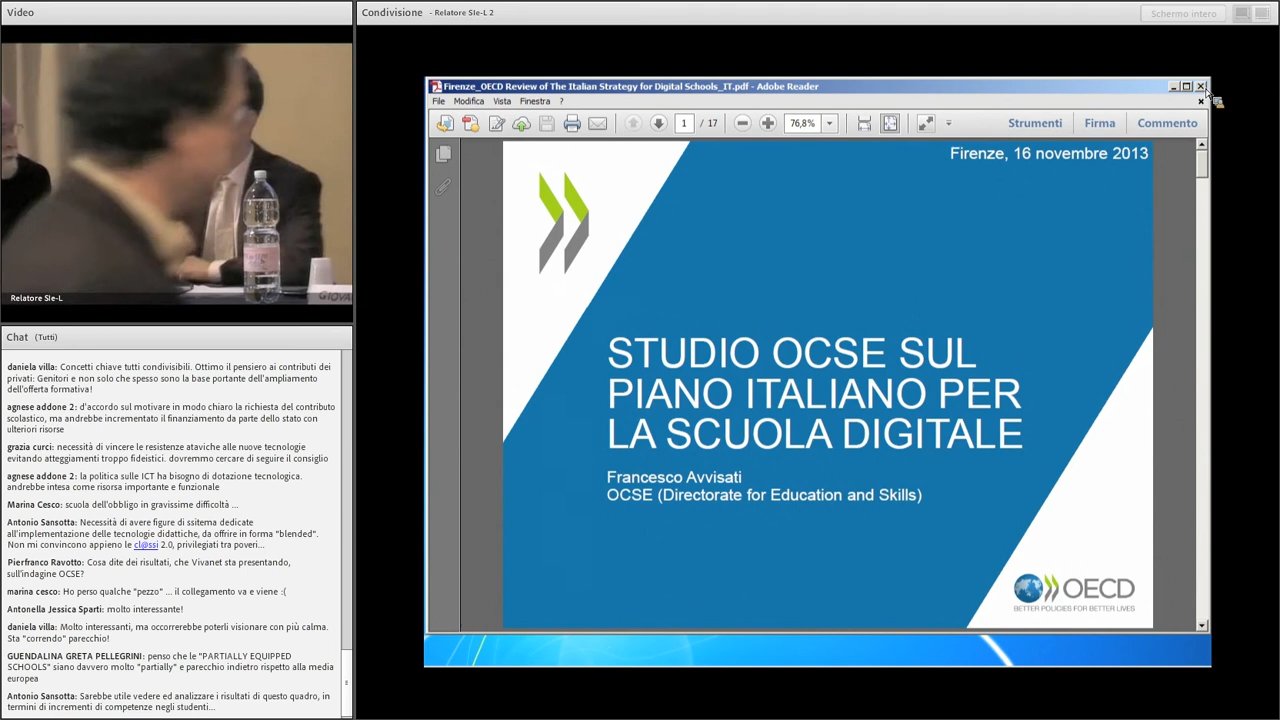 Video
Relatore SIe-L
Chat (Tutti)
daniela villa: Concetti chiave tutti condivisibili. Ottimo il pensiero ai contributi dei
privati: Genitori e non solo che spesso sono la base portante dell'ampliamento
dell'offerta formativa!
agnese addone 2: d'accordo sul motivare in modo chiaro la richiesta del contributo
scolastico, ma andrebbe incrementato il finanziamento da parte dello stato con
ulteriori risorse
grazia curci: necessità di vincere le resistenze ataviche alle nuove tecnologie
evitando atteggiamenti troppo fideistici. dovremmo cercare di seguire il consiglio
agnese addone 2: la politica sulle ICT ha bisogno di dotazione tecnologica.
andrebbe intesa come risorsa importante e funzionale
Marina Cesco: scuola dell'obbligo in gravissime difficoltà ...
Antonio Sansotta: Necessità di avere figure di ssitema dedicate
all'implementazione delle tecnologie didattiche, da offrire in forma "blended".
Non mi convincono appieno le cl@ssi 2.0, privilegiati tra poveri...
Pierfranco Ravotto: Cosa dite dei risultati, che Vivanet sta presentando,
sull'indagine OCSE?
marina cesco: Ho perso qualche "pezzo" ... il collegamento va e viene :(
Antonella Jessica Sparti: molto interessante!
daniela villa: Molto interessanti, ma occorrerebbe poterli visionare con più calma.
Sta "correndo" parecchio!
GUENDALINA GRETA PELLEGRINI: penso che le "PARTIALLY EQUIPPED
SCHOOLS" siano davvero molto "partially" e parecchio indietro rispetto alla media
europea
Antonio Sansotta: Sarebbe utile vedere ed analizzare i risultati di questo quadro, in
termini di incrementi di competenze negli studenti...
Condivisione - Relatore SIe-L 2
Schermo intero
Firenze_OECD Review of The Italian Strategy for Digital Schools_IT.pdf - Adobe Reader
File Modifica Vista Finestra ?
1 / 17 76,8% Strumenti Firma Commento
Firenze, 16 novembre 2013
STUDIO OCSE SUL
PIANO ITALIANO PER
LA SCUOLA DIGITALE
Francesco Avvisati
OCSE (Directorate for Education and Skills)
OECD
BETTER POLICIES FOR BETTER LIVES